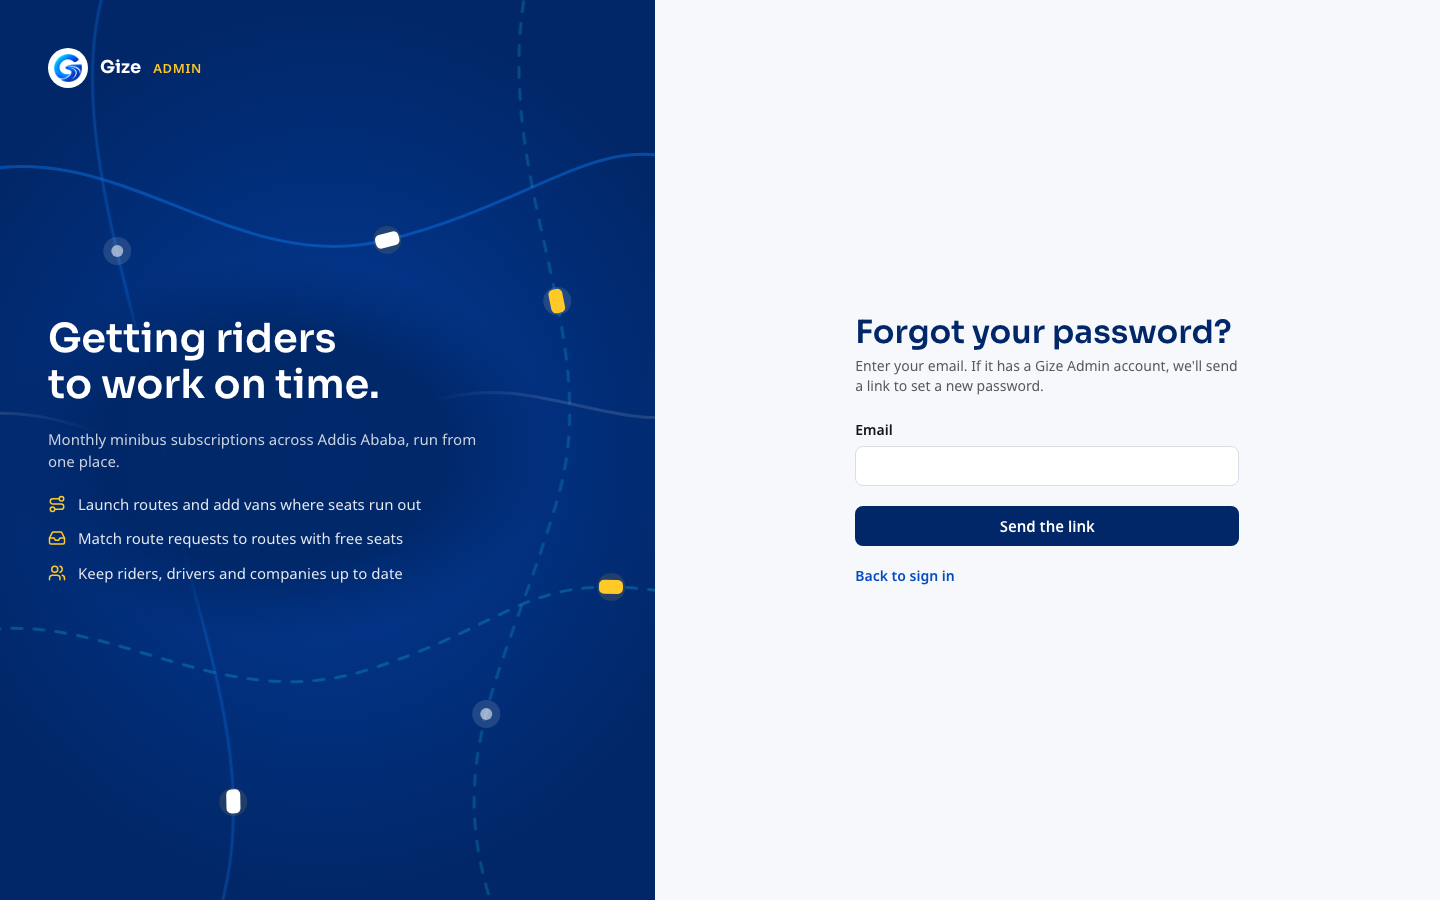 Gize ADMIN
Getting riders
to work on time.
Monthly minibus subscriptions across Addis Ababa, run from
one place.
Launch routes and add vans where seats run out
Match route requests to routes with free seats
Keep riders, drivers and companies up to date
Forgot your password?
Enter your email. If it has a Gize Admin account, we'll send
a link to set a new password.
Email
Send the link
Back to sign in